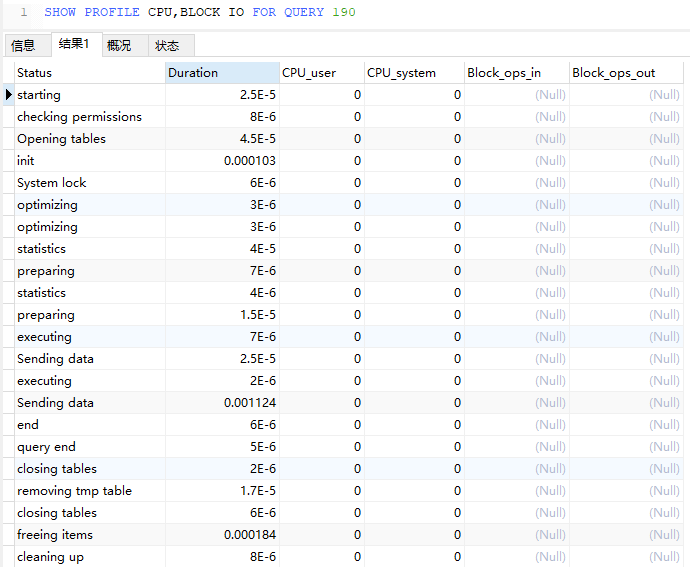 1 SHOW PROFILE CPU,BLOCK IO FOR QUERY 190
信息 结果1 概况 状态
Status Duration CPU_user CPU_system Block_ops_in Block_ops_out
starting 2.5E-5 0 0 (Null) (Null)
checking permissions 8E-6 0 0 (Null) (Null)
Opening tables 4.5E-5 0 0 (Null) (Null)
init 0.000103 0 0 (Null) (Null)
System lock 6E-6 0 0 (Null) (Null)
optimizing 3E-6 0 0 (Null) (Null)
optimizing 3E-6 0 0 (Null) (Null)
statistics 4E-5 0 0 (Null) (Null)
preparing 7E-6 0 0 (Null) (Null)
statistics 4E-6 0 0 (Null) (Null)
preparing 1.5E-5 0 0 (Null) (Null)
executing 7E-6 0 0 (Null) (Null)
Sending data 2.5E-5 0 0 (Null) (Null)
executing 2E-6 0 0 (Null) (Null)
Sending data 0.001124 0 0 (Null) (Null)
end 6E-6 0 0 (Null) (Null)
query end 5E-6 0 0 (Null) (Null)
closing tables 2E-6 0 0 (Null) (Null)
removing tmp table 1.7E-5 0 0 (Null) (Null)
closing tables 6E-6 0 0 (Null) (Null)
freeing items 0.000184 0 0 (Null) (Null)
cleaning up 8E-6 0 0 (Null) (Null)